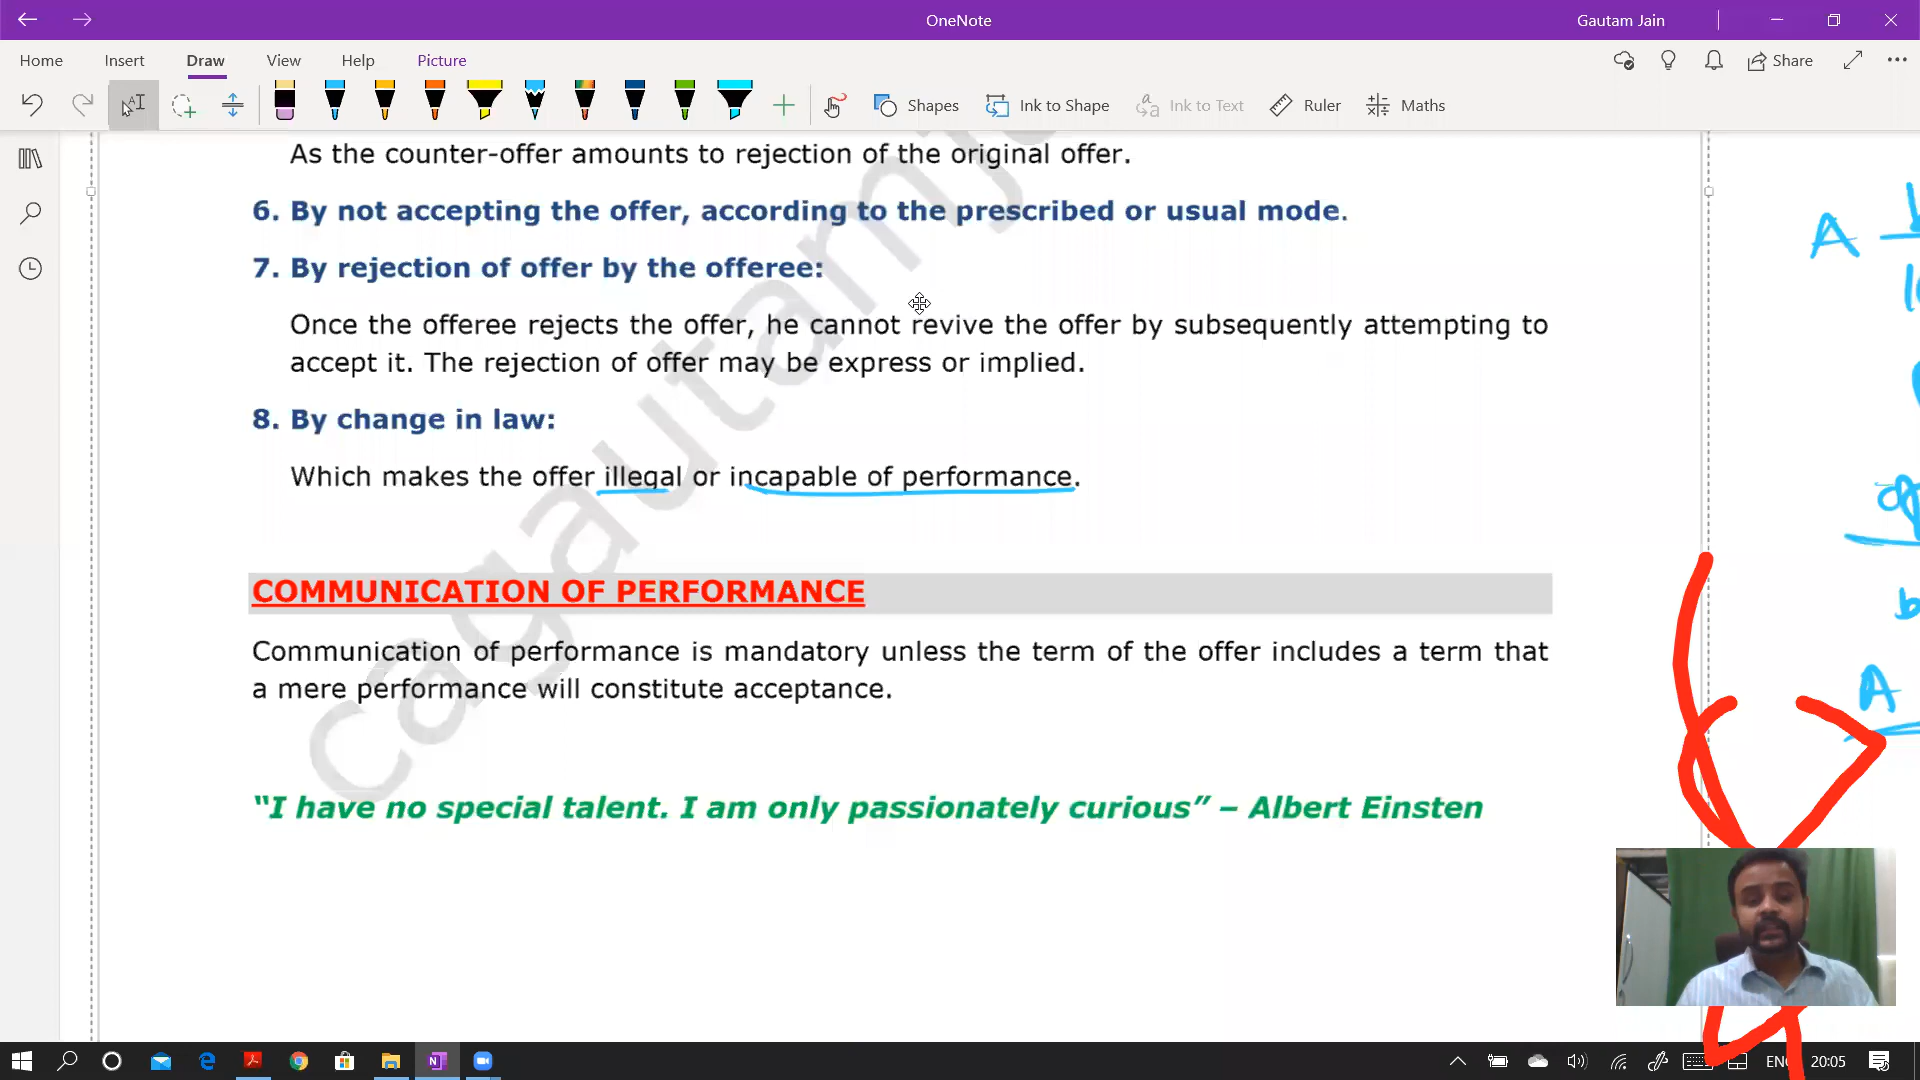 OneNote
Gautam Jain
Home Insert Draw View Help Picture
Share
Shapes Ink to Shape Ink to Text Ruler Maths
As the counter-offer amounts to rejection of the original offer.
6. By not accepting the offer, according to the prescribed or usual mode.
7. By rejection of offer by the offeree:
Once the offeree rejects the offer, he cannot revive the offer by subsequently attempting to
accept it. The rejection of offer may be express or implied.
8. By change in law:
Which makes the offer illegal or incapable of performance.
COMMUNICATION OF PERFORMANCE
Communication of performance is mandatory unless the term of the offer includes a term that
a mere performance will constitute acceptance.
“I have no special talent. I am only passionately curious” – Albert Einsten
cagautamj
A
b
A
ENG
20:05